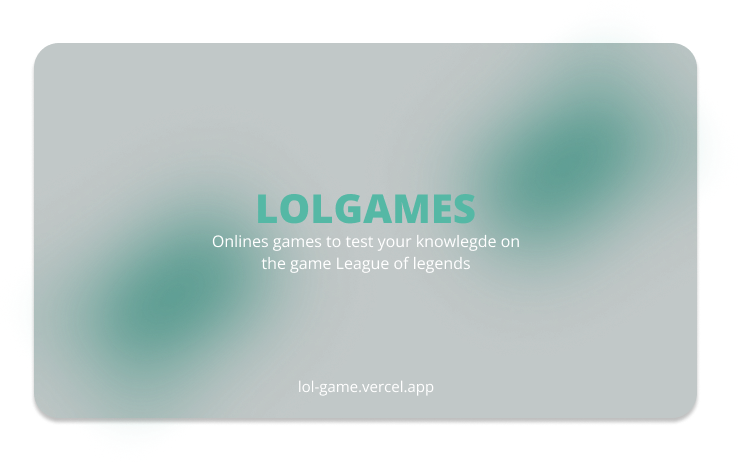 LOLGAMES
Onlines games to test your knowlegde on
the game League of legends
lol-game.vercel.app